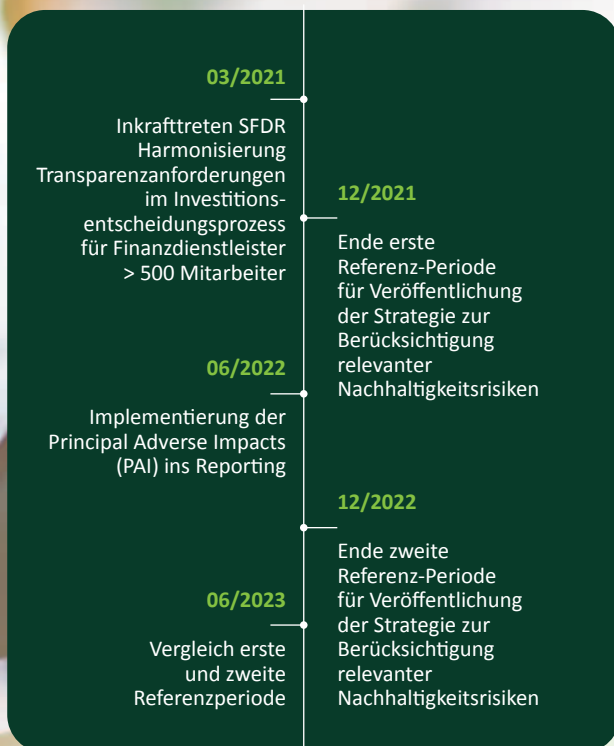 03/2021
Inkrafttreten SFDR
Harmonisierung
Transparenzanforderungen
im Investitions-
entscheidungsprozess
für Finanzdienstleister
> 500 Mitarbeiter
12/2021
Ende erste
Referenz-Periode
für Veröffentlichung
der Strategie zur
Berücksichtigung
relevanter
Nachhaltigkeitsrisiken
06/2022
Implementierung der
Principal Adverse Impacts
(PAI) ins Reporting
12/2022
Ende zweite
Referenz-Periode
für Veröffentlichung
der Strategie zur
Berücksichtigung
relevanter
Nachhaltigkeitsrisiken
06/2023
Vergleich erste
und zweite
Referenzperiode